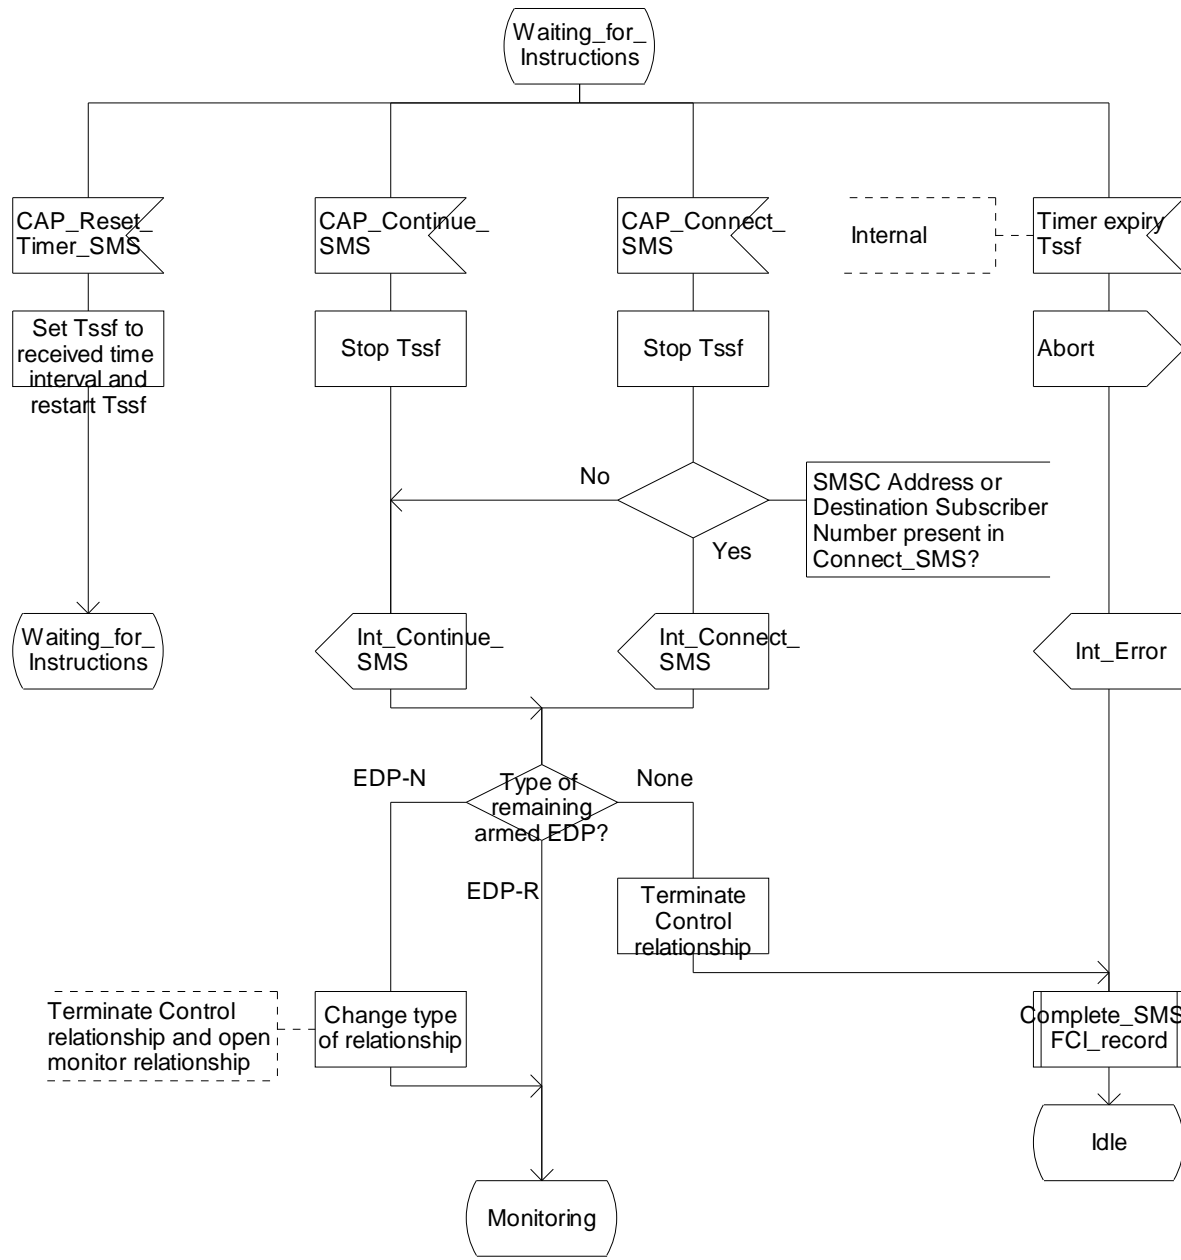 Waiting_for_
Instructions
CAP_Reset_
Timer_SMS
CAP_Continue_
SMS
CAP_Connect_
SMS
Internal
Timer expiry
Tssf
Set Tssf to
received time
interval and
restart Tssf
Stop Tssf
Stop Tssf
Abort
No
Yes
SMSC Address or
Destination Subscriber
Number present in
Connect_SMS?
Waiting_for_
Instructions
Int_Continue_
SMS
Int_Connect_
SMS
Int_Error
EDP-N
Type of
remaining
armed EDP?
None
EDP-R
Terminate
Control
relationship
Terminate Control
relationship and open
monitor relationship
Change type
of relationship
Complete_SMS
FCI_record
Idle
Monitoring